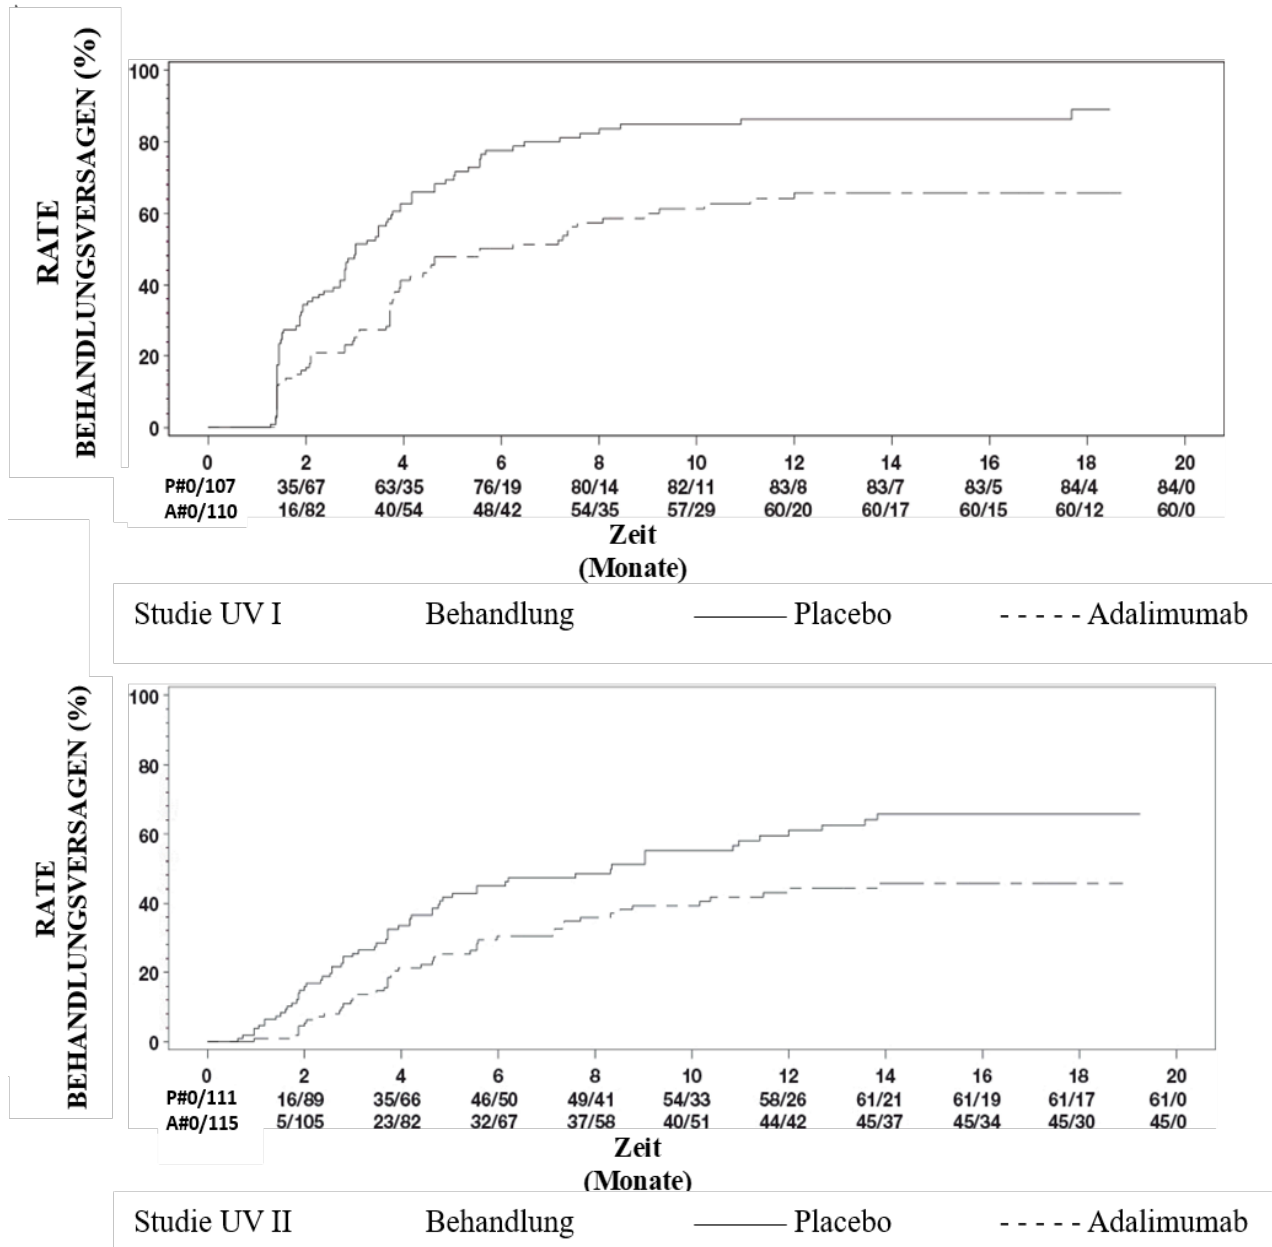 RATE
BEHANDLUNGSVERSAGEN (%)
100
80
60
40
20
0
0 2 4 6 8 10 12 14 16 18 20
P#0/107 35/67 63/35 76/19 80/14 82/11 83/8 83/7 83/5 84/4 84/0
A#0/110 16/82 40/54 48/42 54/35 57/29 60/20 60/17 60/15 60/12 60/0
Zeit
(Monate)
Studie UV I Behandlung Placebo Adalimumab
RATE
BEHANDLUNGSVERSAGEN (%)
100
80
60
40
20
0
0 2 4 6 8 10 12 14 16 18 20
P#0/111 16/89 35/66 46/50 49/41 54/33 58/26 61/21 61/19 61/17 61/0
A#0/115 5/105 23/82 32/67 37/58 40/51 44/42 45/37 45/34 45/30 45/0
Zeit
(Monate)
Studie UV II Behandlung Placebo Adalimumab